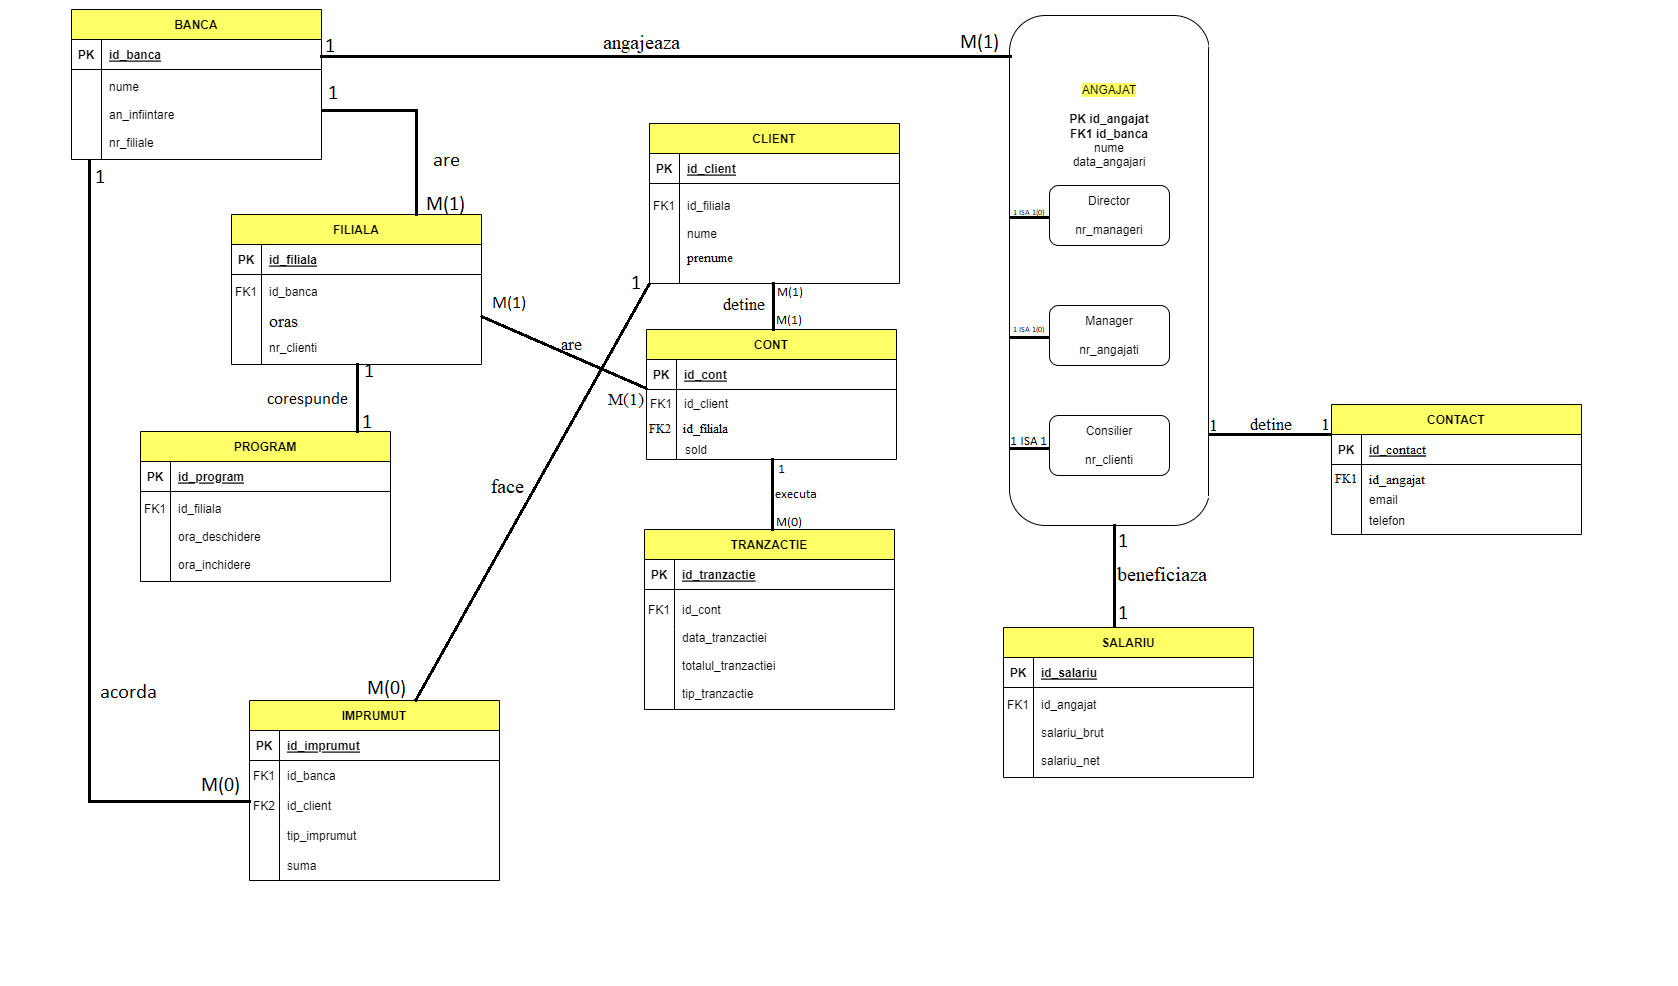 BANCA
PK id_banca
nume
an_infiintare
nr_filiale
1
angajeaza
M(1)
1
are
M(1)
1
acorda
M(0)
FILIALA
PK id_filiala
FK1 id_banca
oras
nr_clienti
M(1)
are
M(1)
1
corespunde
1
PROGRAM
PK id_program
FK1 id_filiala
ora_deschidere
ora_inchidere
CLIENT
PK id_client
FK1 id_filiala
nume
prenume
1
face
M(0)
M(1)
detine
M(1)
CONT
PK id_cont
FK1 id_client
FK2 id_filiala
sold
1
executa
M(0)
TRANZACTIE
PK id_tranzactie
FK1 id_cont
data_tranzactiei
totalul_tranzactiei
tip_tranzactie
IMPRUMUT
PK id_imprumut
FK1 id_banca
FK2 id_client
tip_imprumut
suma
ANGAJAT
PK id_angajat
FK1 id_banca
nume
data_angajari
1 ISA 1(0)
Director
nr_manageri
1 ISA 1(0)
Manager
nr_angajati
1 ISA 1
Consilier
nr_clienti
1 detine 1
CONTACT
PK id_contact
FK1 id_angajat
email
telefon
1
beneficiaza
1
SALARIU
PK id_salariu
FK1 id_angajat
salariu_brut
salariu_net